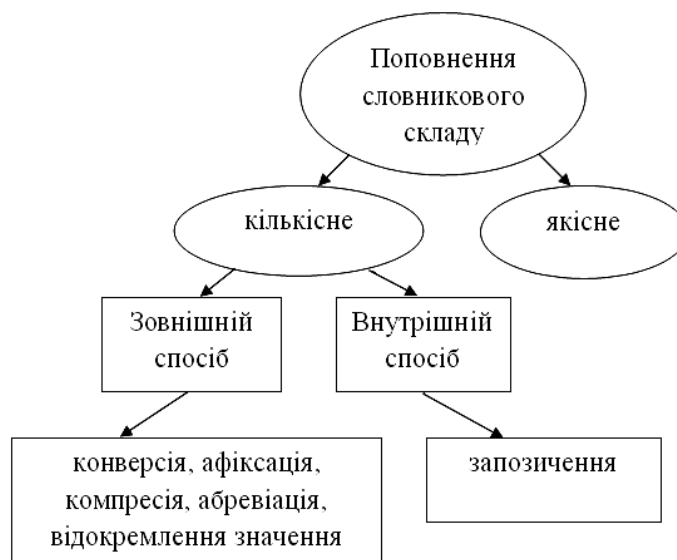 Поповнення
словникового
складу
кількісне
якісне
Зовнішній
спосіб
Внутрішній
спосіб
конверсія, афіксація,
компресія, абревіація,
відокремлення значення
запозичення